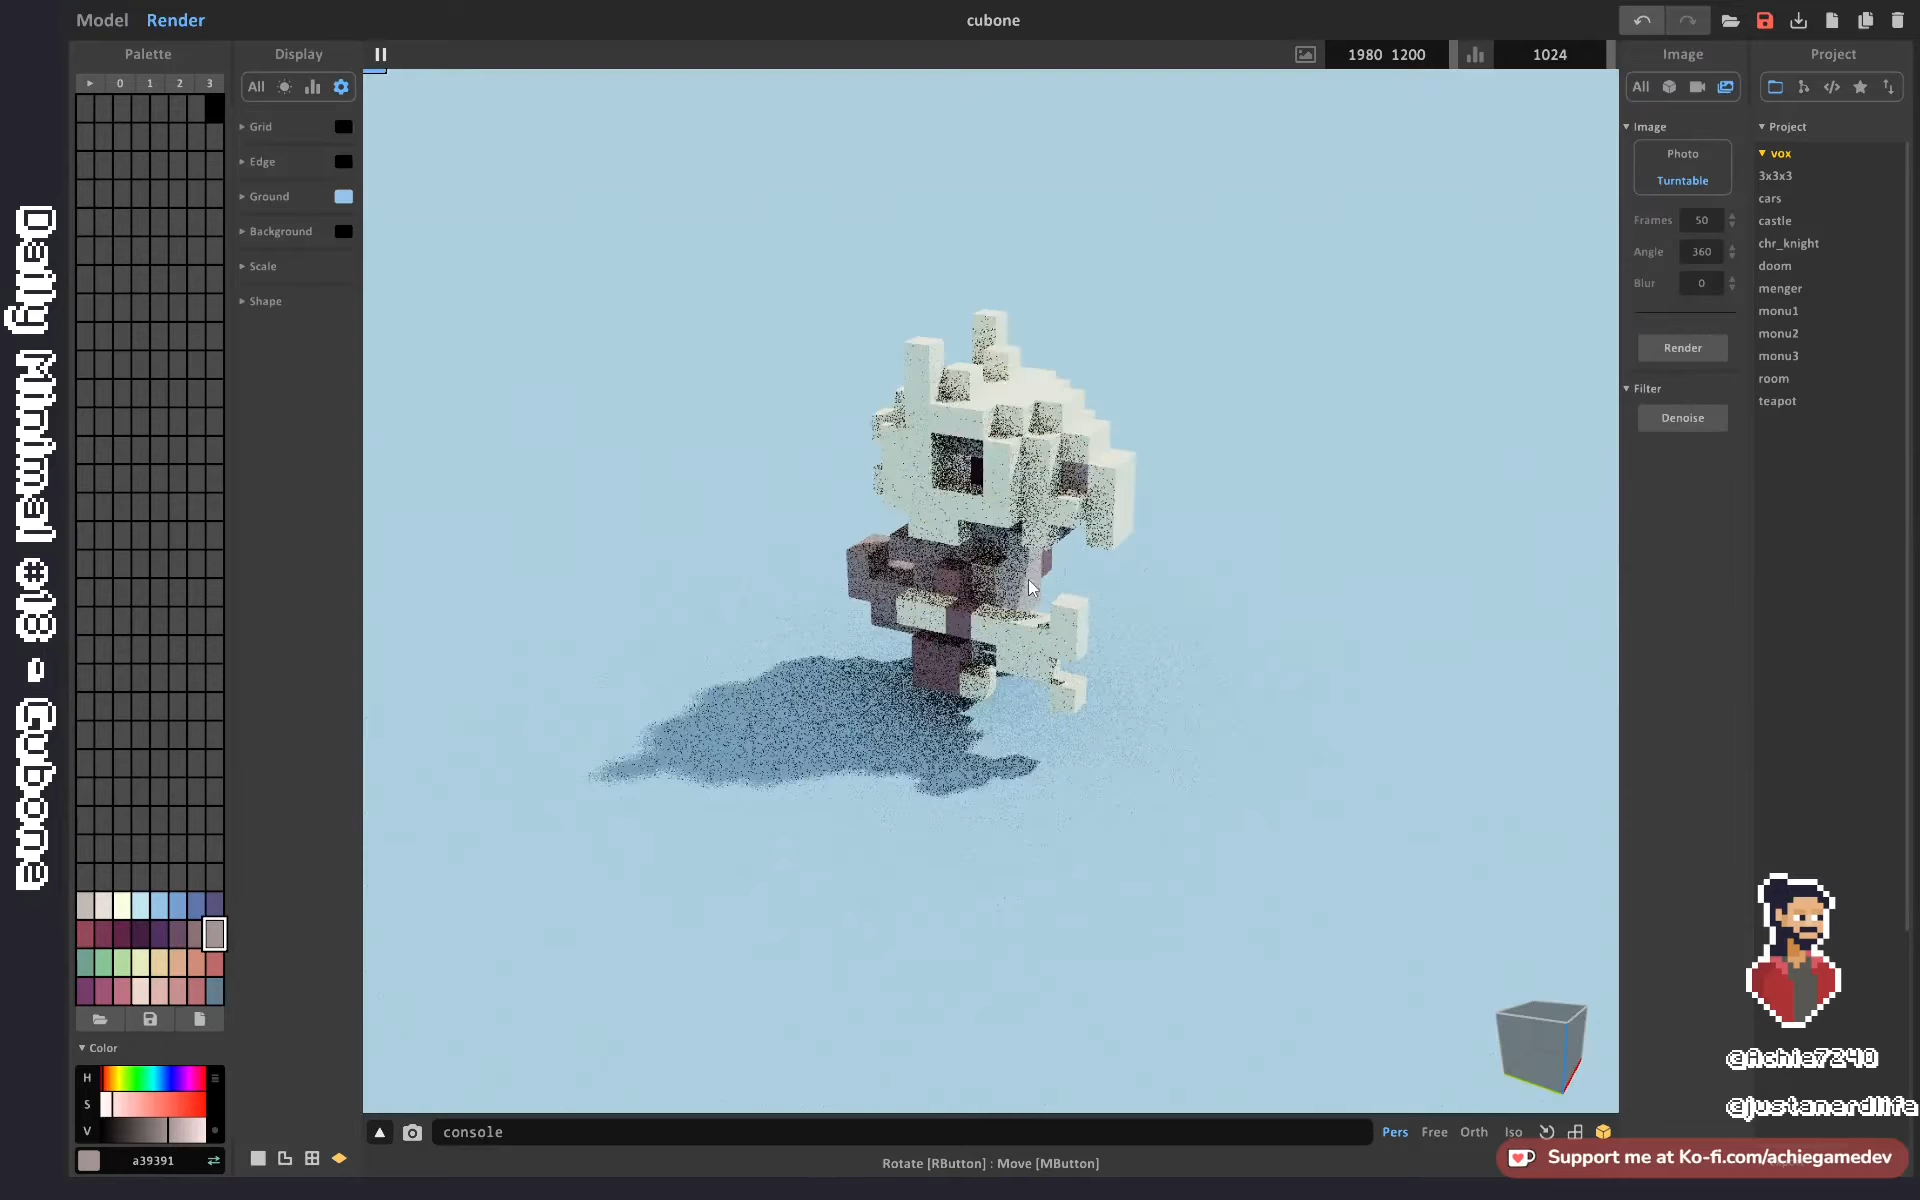 Model Render
cubone
Palette
Display
1980 1200
1024
Image
Project
0 1 2 3
All
All
Grid
Edge
Ground
Background
Scale
Shape
Image
Photo
Turntable
Frames 50
Angle 360
Blur 0
Render
Filter
Denoise
Project
vox
3x3x3
cars
castle
chr_knight
doom
menger
monu1
monu2
monu3
room
teapot
Daily Minimal #018 - Cubone
Color
H
S
V
a39391
console
Pers Free Orth Iso
Rotate [RButton] : Move [MButton]
@Achie7240
@justanerdlife
Support me at Ko-fi.com/achiegamedev